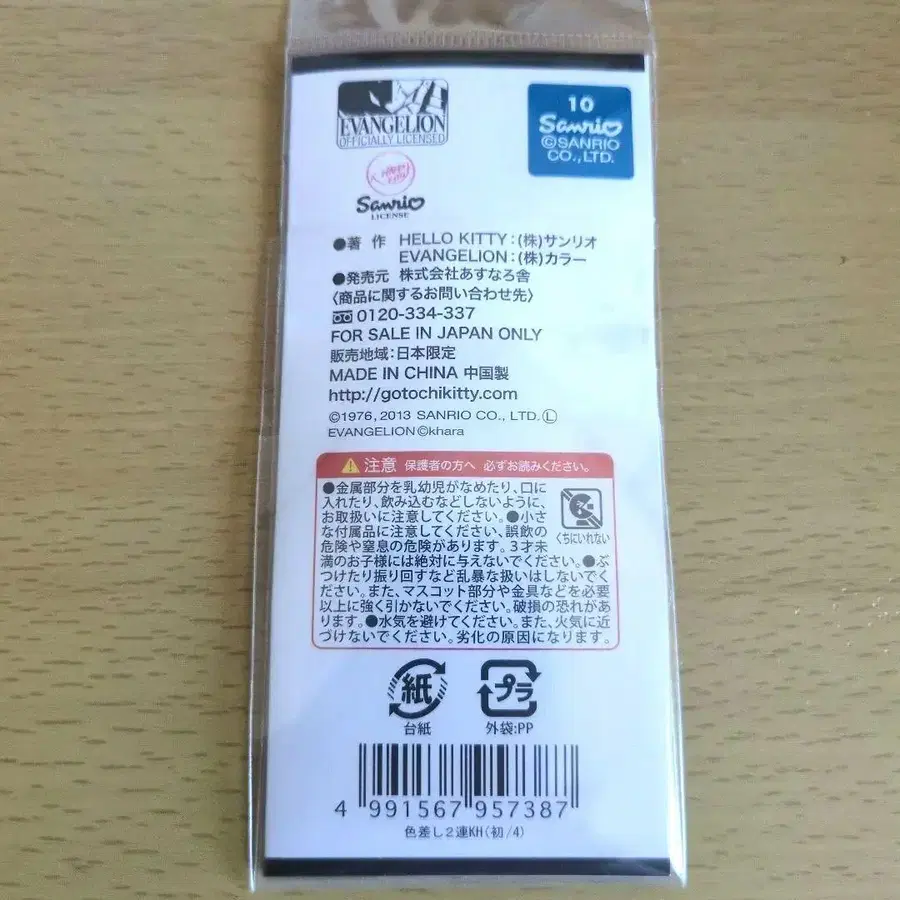 EVANGELION
OFFICIALLY LICENSED
10
Sanrio
©SANRIO
CO.,LTD.
Sanrio
LICENSE
●著 作 HELLO KITTY:(株)サンリオ
EVANGELION:(株)カラー
●発売元 株式会社あすなろ舎
〈商品に関するお問い合わせ先〉
0120-334-337
FOR SALE IN JAPAN ONLY
販売地域:日本限定
MADE IN CHINA 中国製
http://gotochikitty.com
©1976, 2013 SANRIO CO., LTD. Ⓛ
EVANGELION©khara
注意 保護者の方へ 必ずお読みください。
●金属部分を乳幼児がなめたり、口に
入れたり、飲み込むなどしないように、
お取扱いに注意してください。●小さ
な付属品に注意してください、誤飲の
危険や窒息の危険があります。3才未
満のお子様には絶対に与えないでください。●ぶ
つけたり振り回すなど乱暴な扱いはしないでく
ださい。また、マスコット部分や金具などを必要
以上に強く引かないでください。破損の恐れがあ
ります。●水気を避けてください。また、火気に近
づけないでください。劣化の原因になります。
くちにいれない
紙
台紙
プラ
外袋:PP
4 991567 957387
色差し2連KH(初/4)